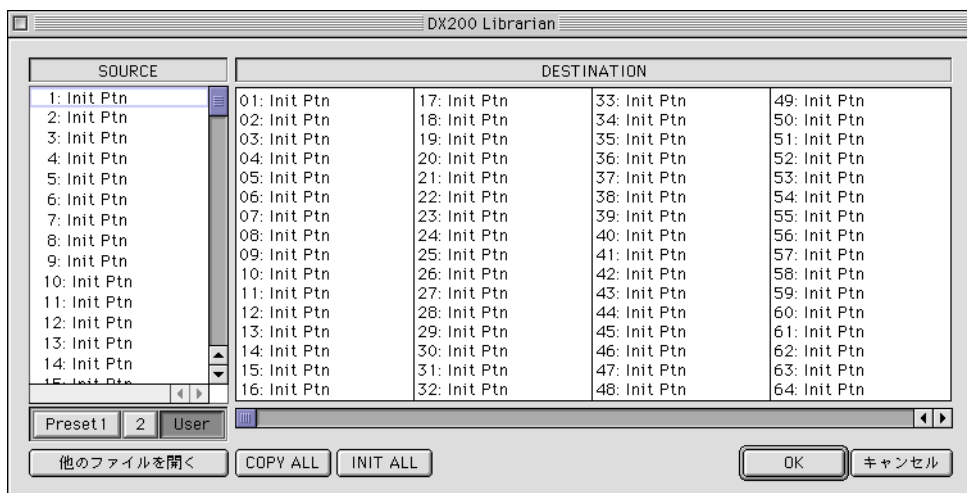 DX200 Librarian
SOURCE
1: Init Ptn
2: Init Ptn
3: Init Ptn
4: Init Ptn
5: Init Ptn
6: Init Ptn
7: Init Ptn
8: Init Ptn
9: Init Ptn
10: Init Ptn
11: Init Ptn
12: Init Ptn
13: Init Ptn
14: Init Ptn
15: Init Ptn
Preset1 2 User
DESTINATION
01: Init Ptn
02: Init Ptn
03: Init Ptn
04: Init Ptn
05: Init Ptn
06: Init Ptn
07: Init Ptn
08: Init Ptn
09: Init Ptn
10: Init Ptn
11: Init Ptn
12: Init Ptn
13: Init Ptn
14: Init Ptn
15: Init Ptn
16: Init Ptn
17: Init Ptn
18: Init Ptn
19: Init Ptn
20: Init Ptn
21: Init Ptn
22: Init Ptn
23: Init Ptn
24: Init Ptn
25: Init Ptn
26: Init Ptn
27: Init Ptn
28: Init Ptn
29: Init Ptn
30: Init Ptn
31: Init Ptn
32: Init Ptn
33: Init Ptn
34: Init Ptn
35: Init Ptn
36: Init Ptn
37: Init Ptn
38: Init Ptn
39: Init Ptn
40: Init Ptn
41: Init Ptn
42: Init Ptn
43: Init Ptn
44: Init Ptn
45: Init Ptn
46: Init Ptn
47: Init Ptn
48: Init Ptn
49: Init Ptn
50: Init Ptn
51: Init Ptn
52: Init Ptn
53: Init Ptn
54: Init Ptn
55: Init Ptn
56: Init Ptn
57: Init Ptn
58: Init Ptn
59: Init Ptn
60: Init Ptn
61: Init Ptn
62: Init Ptn
63: Init Ptn
64: Init Ptn
他のファイルを開く COPY ALL INIT ALL OK キャンセル